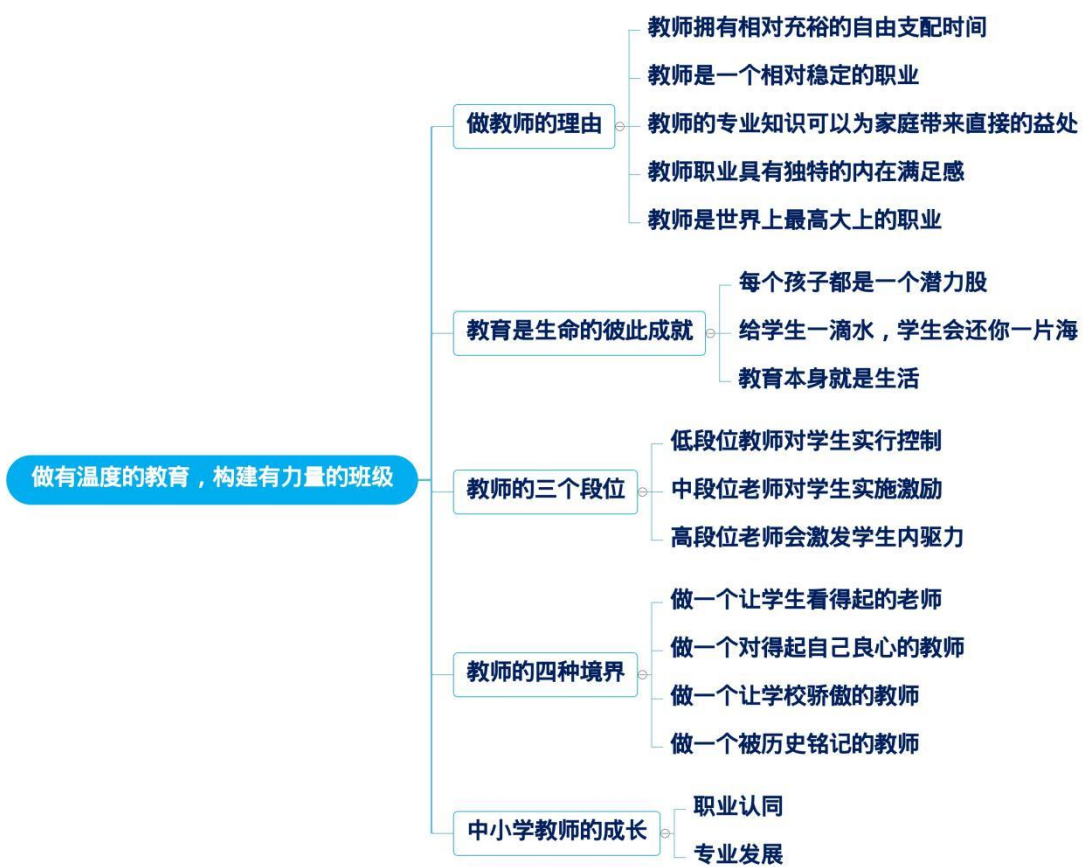 做有温度的教育，构建有力量的班级
做教师的理由
教师拥有相对充裕的自由支配时间
教师是一个相对稳定的职业
教师的专业知识可以为家庭带来直接的益处
教师职业具有独特的内在满足感
教师是世界上最高大上的职业
教育是生命的彼此成就
每个孩子都是一个潜力股
给学生一滴水，学生会还你一片海
教育本身就是生活
教师的三个段位
低段位教师对学生实行控制
中段位老师对学生实施激励
高段位老师会激发学生内驱力
教师的四种境界
做一个让学生看得起的老师
做一个对得起自己良心的教师
做一个让学校骄傲的教师
做一个被历史铭记的教师
中小学教师的成长
职业认同
专业发展